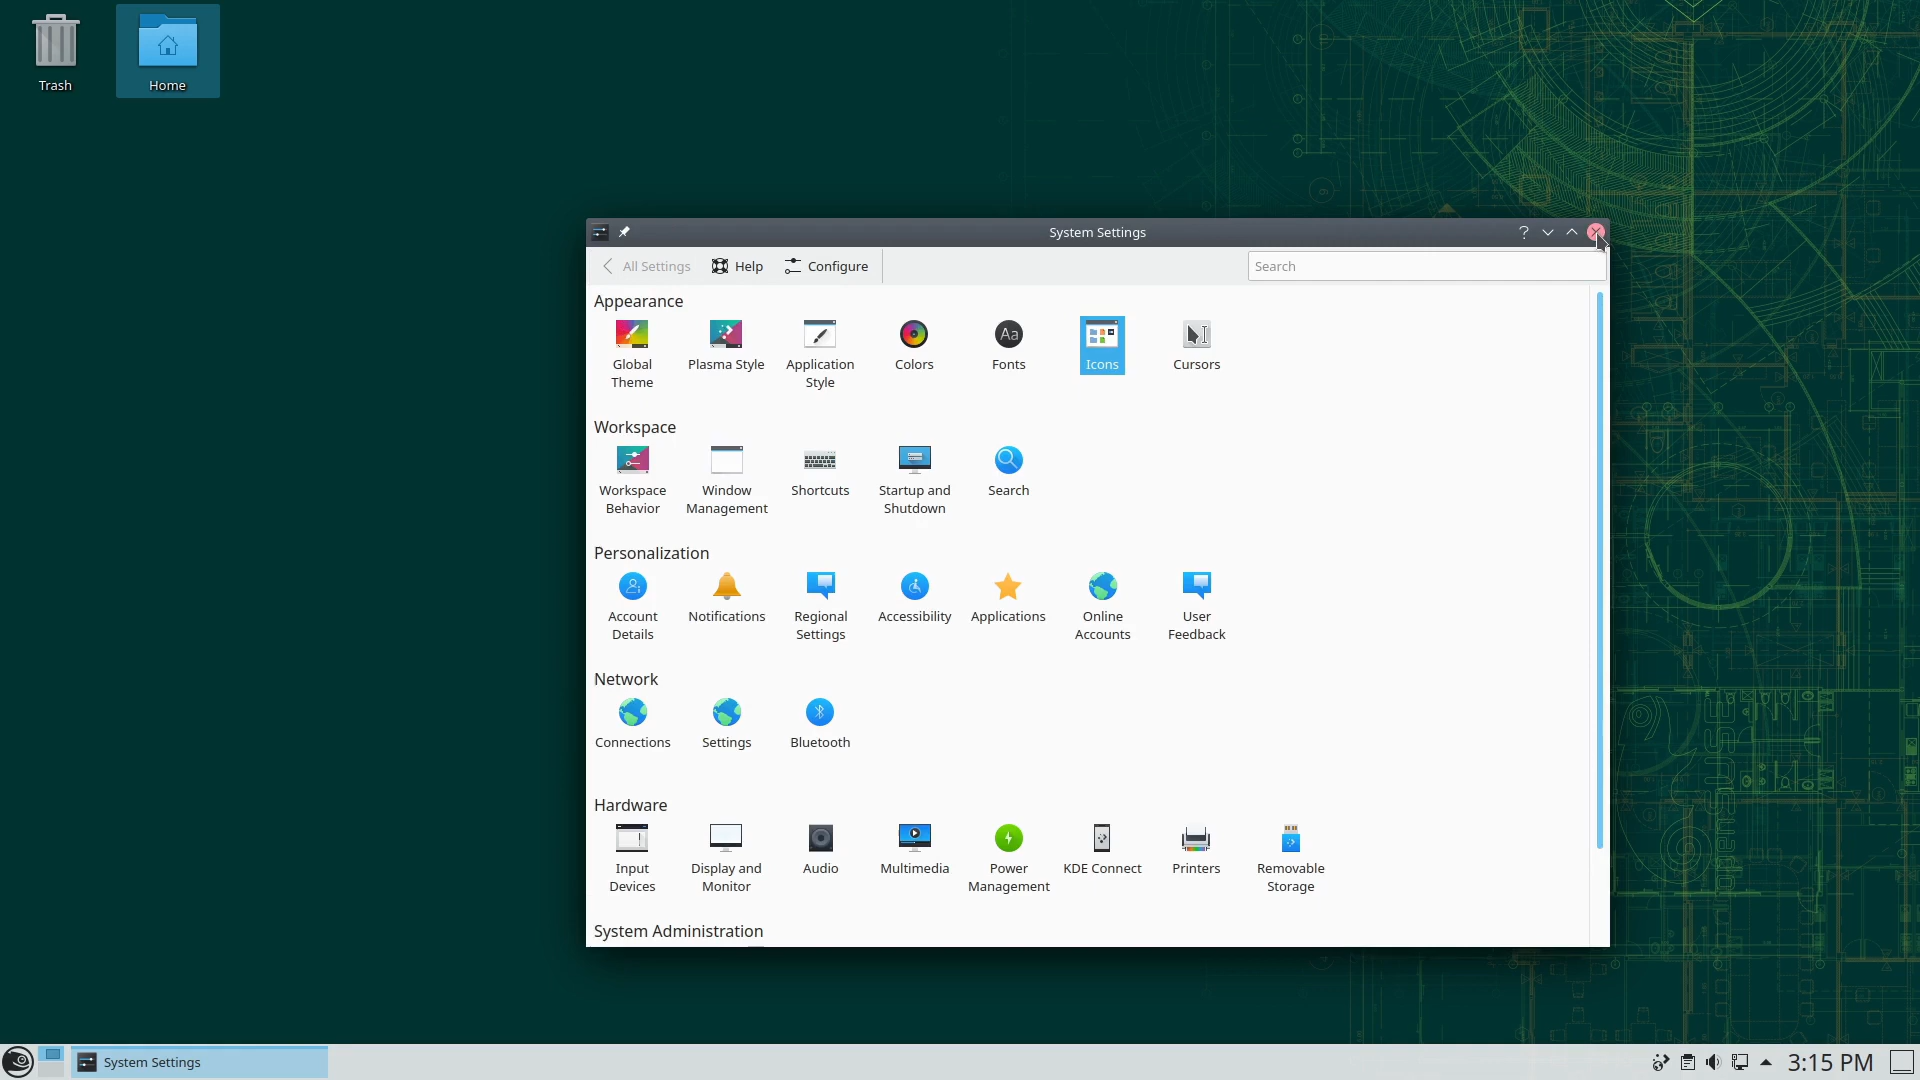 Trash
Home
System Settings
All Settings
Help
Configure
Search
Appearance
Global
Theme
Plasma Style
Application
Style
Colors
Aa
Fonts
Icons
Cursors
Workspace
Workspace
Behavior
Window
Management
Shortcuts
Startup and
Shutdown
Search
Personalization
Account
Details
Notifications
Regional
Settings
Accessibility
Applications
Online
Accounts
User
Feedback
Network
Connections
Settings
Bluetooth
Hardware
Input
Devices
Display and
Monitor
Audio
Multimedia
Power
Management
KDE Connect
Printers
Removable
Storage
System Administration
openSUSE
System Settings
3:15 PM